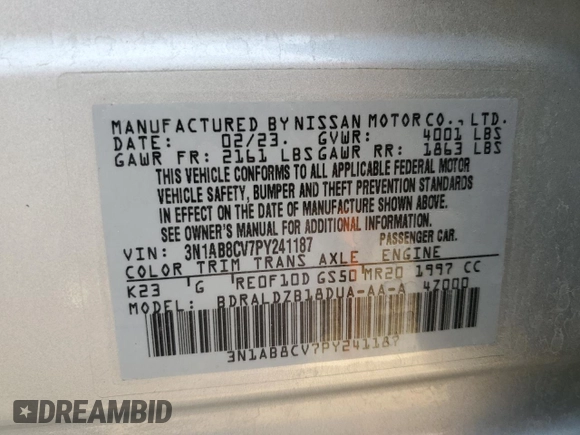 MANUFACTURED BY NISSAN MOTOR CO., LTD.
DATE: 02/23. GVWR: 4001 LBS
GAWR FR: 2161 LBS GAWR RR: 1863 LBS
THIS VEHICLE CONFORMS TO ALL APPLICABLE FEDERAL MOTOR
VEHICLE SAFETY, BUMPER AND THEFT PREVENTION STANDARDS
IN EFFECT ON THE DATE OF MANUFACTURE SHOWN ABOVE.
SEE OWNER'S MANUAL FOR ADDITIONAL INFORMATION.
VIN: 3N1AB8CV7PY241187 PASSENGER CAR.
COLOR TRIM TRANS AXLE ENGINE
K23 G RE0F10D GS50 MR20 1997 CC
MODEL: BDRALDZB18DUA-AA-A 47000
3N1AB8CV7PY241187
DREAMBID